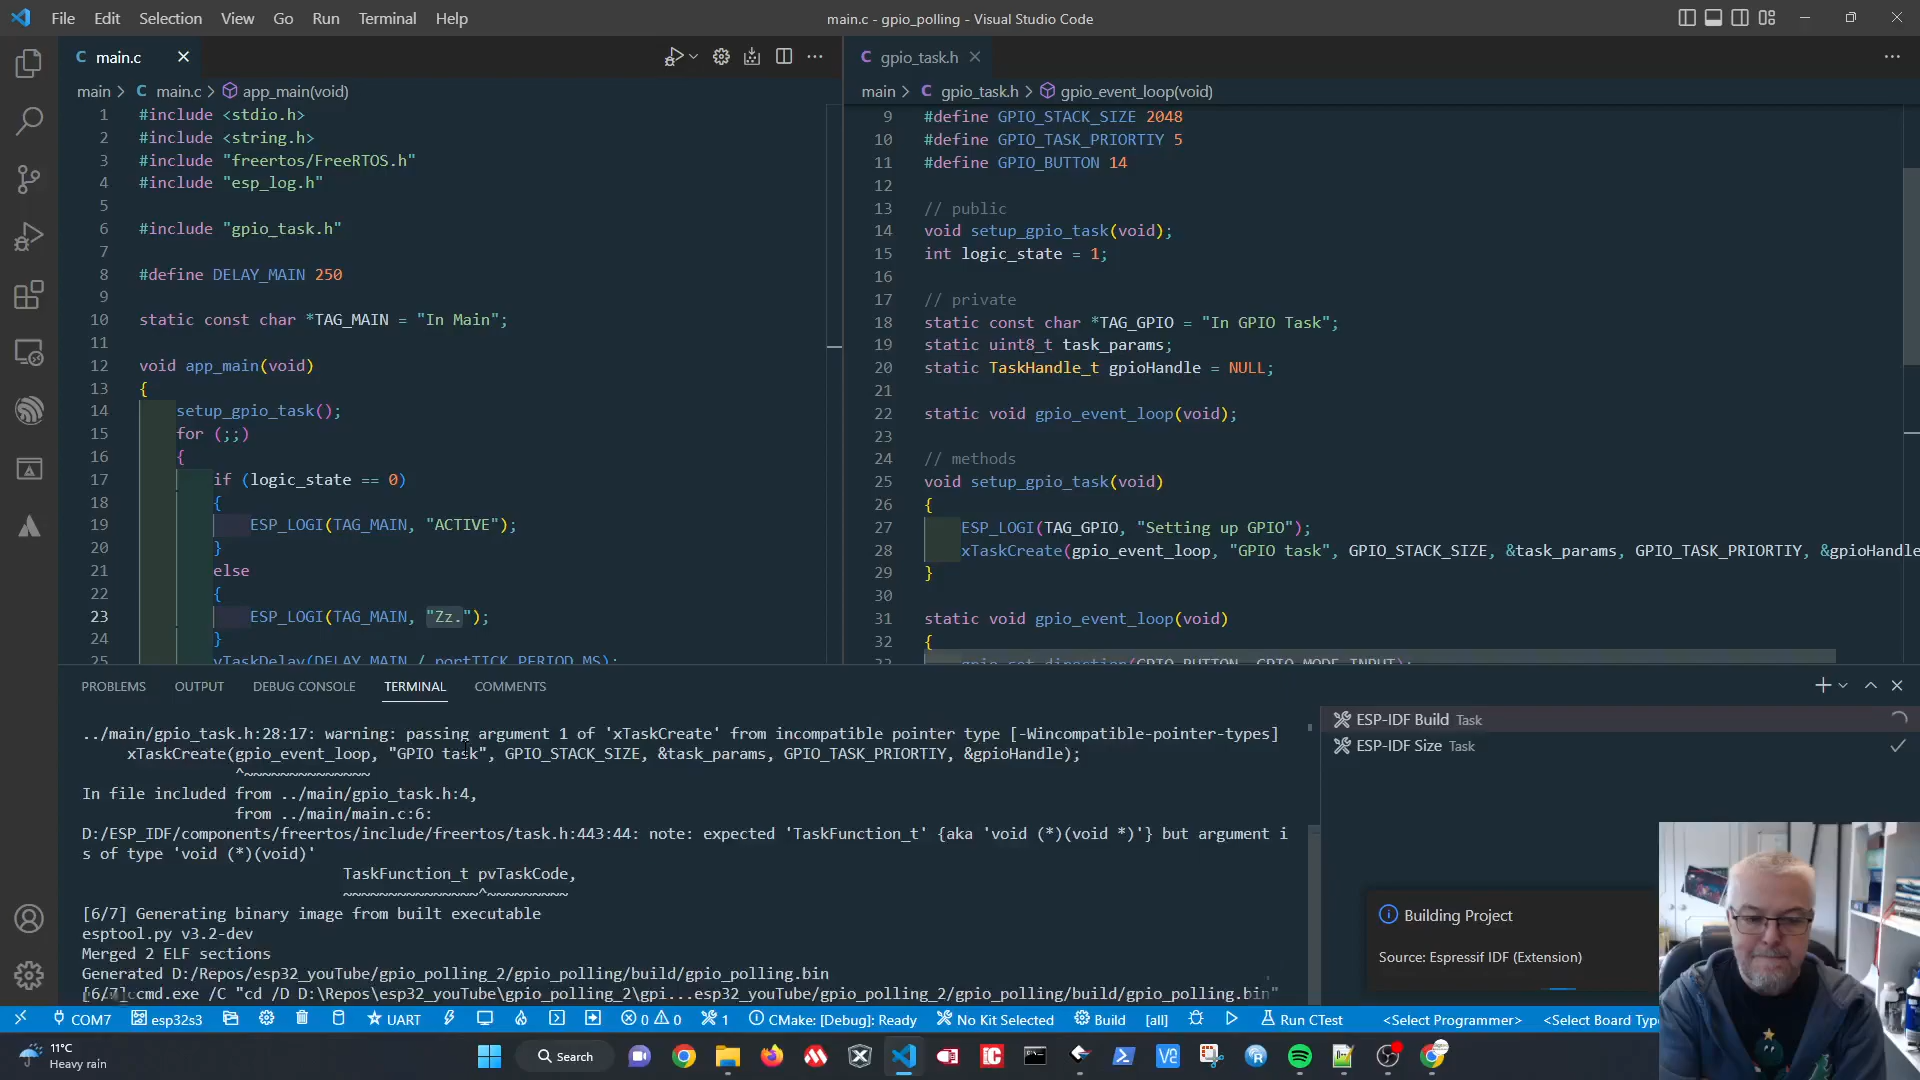 File Edit Selection View Go Run Terminal Help
main.c - gpio_polling - Visual Studio Code
main.c
main > main.c > app_main(void)
1 #include <stdio.h>
2 #include <string.h>
3 #include "freertos/FreeRTOS.h"
4 #include "esp_log.h"
5
6 #include "gpio_task.h"
7
8 #define DELAY_MAIN 250
9
10 static const char *TAG_MAIN = "In Main";
11
12 void app_main(void)
13 {
14 setup_gpio_task();
15 for (;;)
16 {
17 if (logic_state == 0)
18 {
19 ESP_LOGI(TAG_MAIN, "ACTIVE");
20 }
21 else
22 {
23 ESP_LOGI(TAG_MAIN, "Zz.");
24 }
25 vTaskDelay(DELAY_MAIN / portTICK_PERIOD_MS);
gpio_task.h
main > gpio_task.h > gpio_event_loop(void)
9 #define GPIO_STACK_SIZE 2048
10 #define GPIO_TASK_PRIORTIY 5
11 #define GPIO_BUTTON 14
12
13 // public
14 void setup_gpio_task(void);
15 int logic_state = 1;
16
17 // private
18 static const char *TAG_GPIO = "In GPIO Task";
19 static uint8_t task_params;
20 static TaskHandle_t gpioHandle = NULL;
21
22 static void gpio_event_loop(void);
23
24 // methods
25 void setup_gpio_task(void)
26 {
27 ESP_LOGI(TAG_GPIO, "Setting up GPIO");
28 xTaskCreate(gpio_event_loop, "GPIO task", GPIO_STACK_SIZE, &task_params, GPIO_TASK_PRIORTIY, &gpioHandle
29 }
30
31 static void gpio_event_loop(void)
32 {
33 gpio_set_direction(GPIO_BUTTON, GPIO_MODE_INPUT);
PROBLEMS OUTPUT DEBUG CONSOLE TERMINAL COMMENTS
../main/gpio_task.h:28:17: warning: passing argument 1 of 'xTaskCreate' from incompatible pointer type [-Wincompatible-pointer-types]
xTaskCreate(gpio_event_loop, "GPIO task", GPIO_STACK_SIZE, &task_params, GPIO_TASK_PRIORTIY, &gpioHandle);
^~~~~~~~~~~~~~~
In file included from ../main/gpio_task.h:4,
from ../main/main.c:6:
D:/ESP_IDF/components/freertos/include/freertos/task.h:443:44: note: expected 'TaskFunction_t' {aka 'void (*)(void *)'} but argument i
s of type 'void (*)(void)'
TaskFunction_t pvTaskCode,
~~~~~~~~~~~~~~~^~~~~~~~~~
[6/7] Generating binary image from built executable
esptool.py v3.2-dev
Merged 2 ELF sections
Generated D:/Repos/esp32_youTube/gpio_polling_2/gpio_polling/build/gpio_polling.bin
[6/7] cmd.exe /C "cd /D D:\Repos\esp32_youTube\gpio_polling_2\gpi...esp32_youTube/gpio_polling_2/gpio_polling/build/gpio_polling.bin"
ESP-IDF Build Task
ESP-IDF Size Task
Building Project
Source: Espressif IDF (Extension)
COM7 esp32s3 UART 0 0 1 CMake: [Debug]: Ready No Kit Selected Build [all] Run CTest <Select Programmer> <Select Board Typ
11°C
Heavy rain
Search